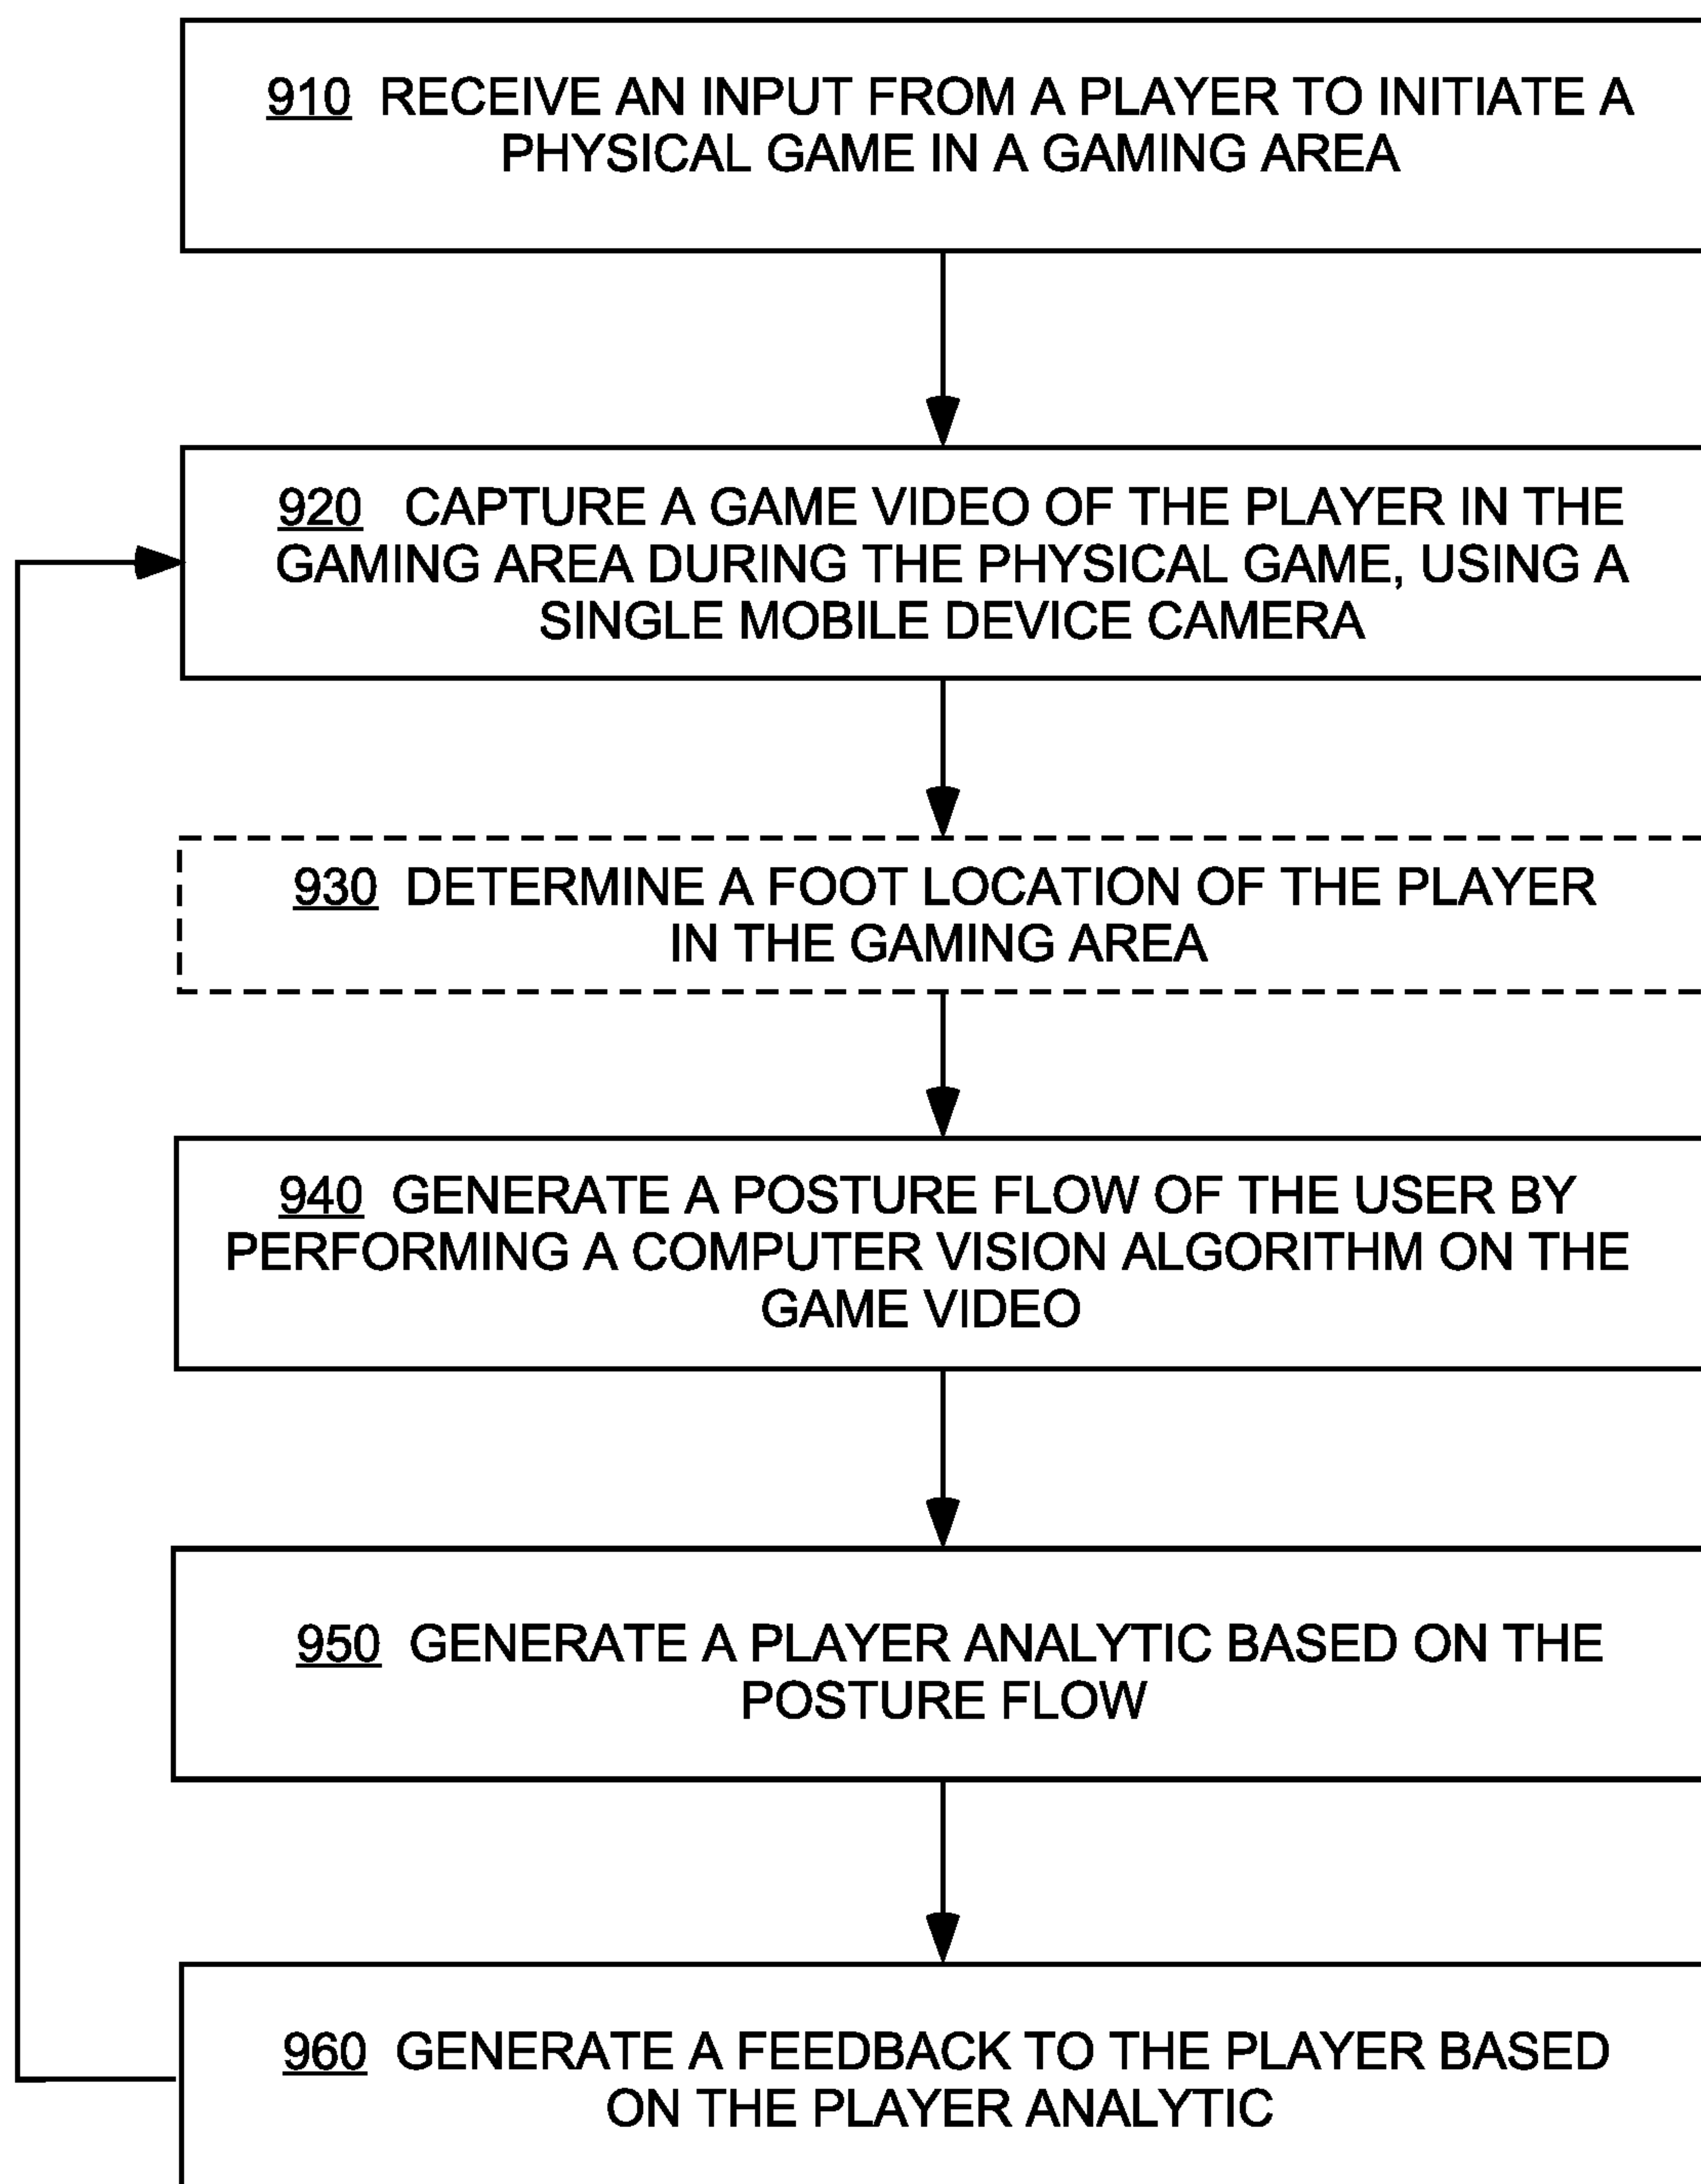 910 RECEIVE AN INPUT FROM A PLAYER TO INITIATE A
PHYSICAL GAME IN A GAMING AREA
920 CAPTURE A GAME VIDEO OF THE PLAYER IN THE
GAMING AREA DURING THE PHYSICAL GAME, USING A
SINGLE MOBILE DEVICE CAMERA
930 DETERMINE A FOOT LOCATION OF THE PLAYER
IN THE GAMING AREA
940 GENERATE A POSTURE FLOW OF THE USER BY
PERFORMING A COMPUTER VISION ALGORITHM ON THE
GAME VIDEO
950 GENERATE A PLAYER ANALYTIC BASED ON THE
POSTURE FLOW
960 GENERATE A FEEDBACK TO THE PLAYER BASED
ON THE PLAYER ANALYTIC